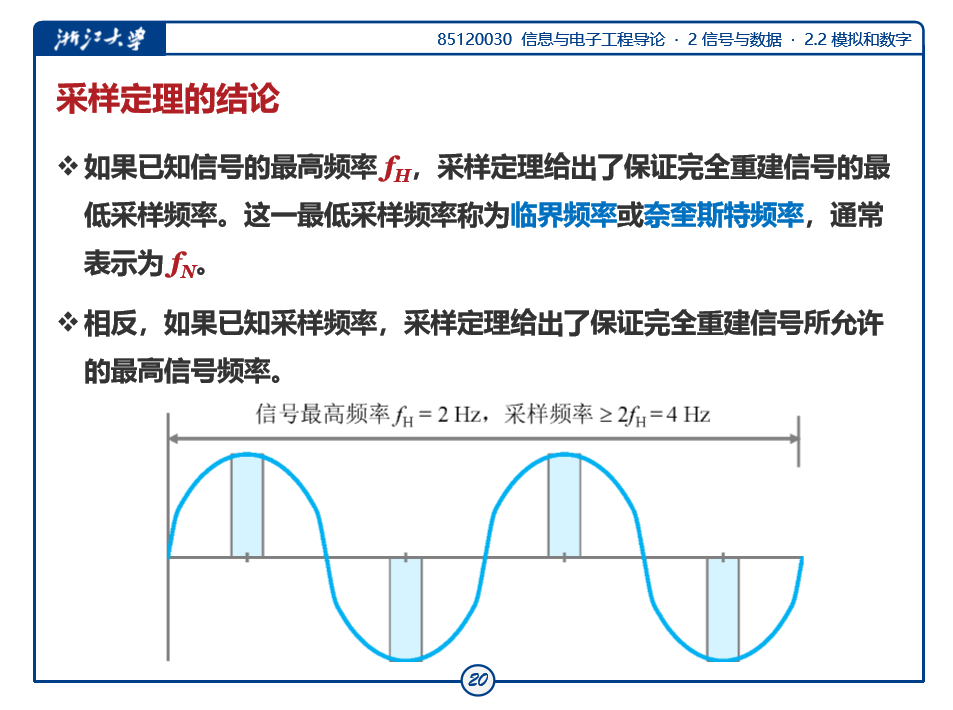 浙江大学
85120030 信息与电子工程导论 · 2 信号与数据 · 2.2 模拟和数字
采样定理的结论
❖如果已知信号的最高频率 f_H，采样定理给出了保证完全重建信号的最
低采样频率。这一最低采样频率称为临界频率或奈奎斯特频率，通常
表示为 f_N。
❖相反，如果已知采样频率，采样定理给出了保证完全重建信号所允许
的最高信号频率。
信号最高频率 f_H = 2 Hz，采样频率 ≥ 2f_H = 4 Hz
20